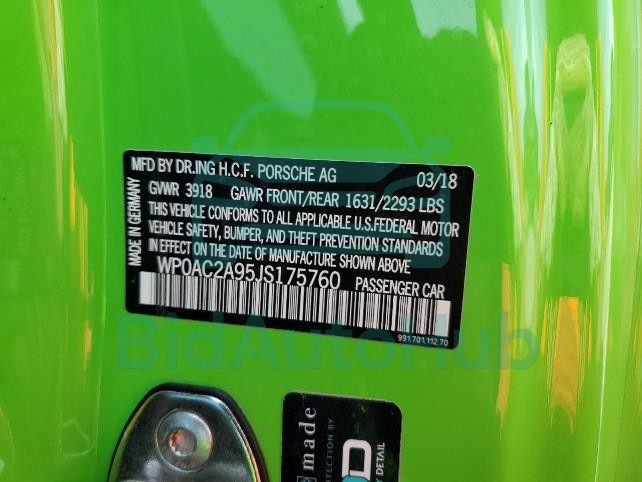 MFD BY DR.ING H.C.F. PORSCHE AG 03/18
GVWR 3918 GAWR FRONT/REAR 1631/2293 LBS
THIS VEHICLE CONFORMS TO ALL APPLICABLE U.S.FEDERAL MOTOR
VEHICLE SAFETY, BUMPER, AND THEFT PREVENTION STANDARDS
IN EFFECT ON THE DATE OF MANUFACTURE SHOWN ABOVE
WP0AC2A95JS175760 PASSENGER CAR
991.701.112.70
MADE IN GERMANY
BidAutoHub
made
PROTECTION BY
DETAIL